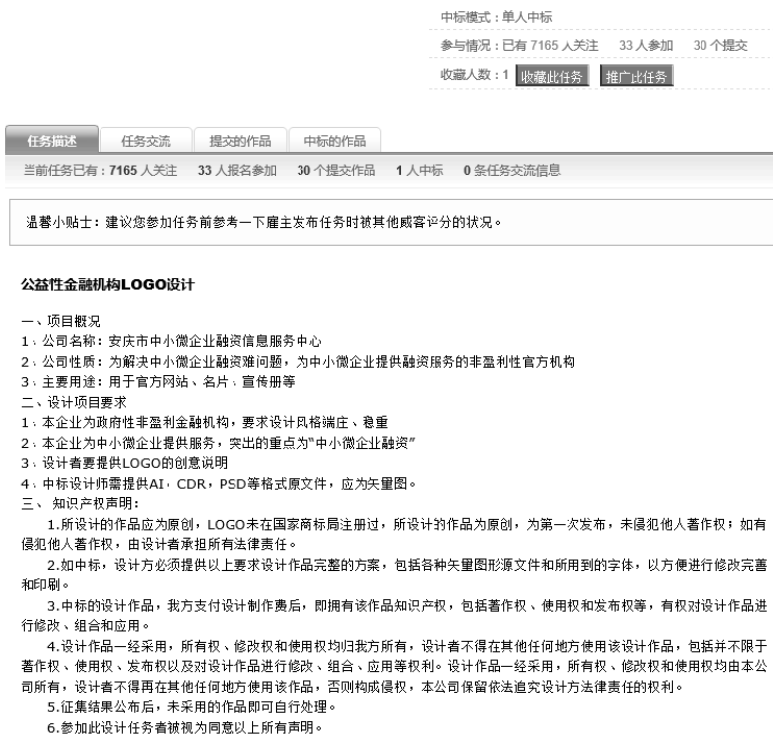 中标模式：单人中标
参与情况：已有 7165 人关注 33 人参加 30 个提交
收藏人数：1 收藏此任务 推广此任务
任务描述 任务交流 提交的作品 中标的作品
当前任务已有：7165 人关注 33 人报名参加 30 个提交作品 1 人中标 0 条任务交流信息
温馨小贴士：建议您参加任务前参考一下雇主发布任务时被其他威客评分的状况。
公益性金融机构LOGO设计
一、项目概况
1、公司名称：安庆市中小微企业融资信息服务中心
2、公司性质：为解决中小微企业融资难问题，为中小微企业提供融资服务的非盈利性官方机构
3、主要用途：用于官方网站、名片、宣传册等
二、设计项目要求
1、本企业为政府性非盈利金融机构，要求设计风格端庄、稳重
2、本企业为中小微企业提供服务，突出的重点为“中小微企业融资”
3、设计者要提供LOGO的创意说明
4、中标设计师需提供AI，CDR，PSD等格式原文件，应为矢量图。
三、 知识产权声明：
1.所设计的作品应为原创，LOGO未在国家商标局注册过，所设计的作品为原创，为第一次发布，未侵犯他人著作权；如有
侵犯他人著作权，由设计者承担所有法律责任。
2.如中标，设计方必须提供以上要求设计作品完整的方案，包括各种矢量图形源文件和所用到的字体，以方便进行修改完善
和印刷。
3.中标的设计作品，我方支付设计制作费后，即拥有该作品知识产权，包括著作权、使用权和发布权等，有权对设计作品进
行修改、组合和应用。
4.设计作品一经采用，所有权、修改权和使用权均归我方所有，设计者不得在其他任何地方使用该设计作品，包括并不限于
著作权、使用权、发布权以及对设计作品进行修改、组合、应用等权利。设计作品一经采用，所有权、修改权和使用权均由本公
司所有，设计者不得再在其他任何地方使用该作品，否则构成侵权，本公司保留依法追究设计方法律责任的权利。
5.征集结果公布后，未采用的作品即可自行处理。
6.参加此设计任务者被视为同意以上所有声明。